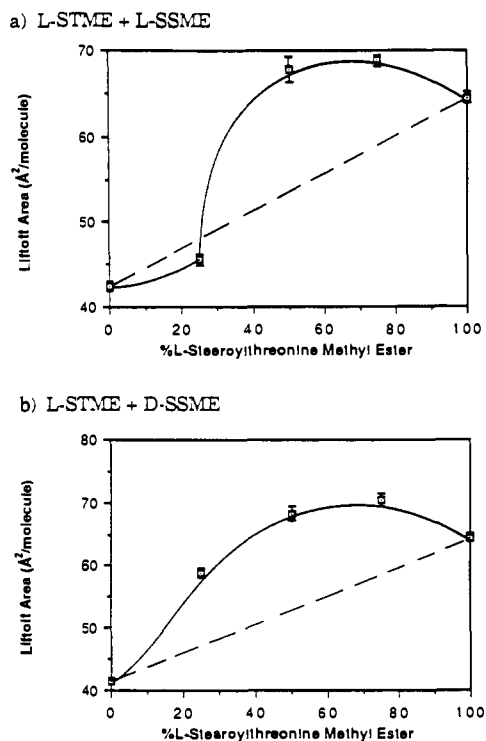 a) L-STME + L-SSME
70
60
50
40
Liftoff Area (Å²/molecule)
0 20 40 60 80 100
%L-Stearoylthreonine Methyl Ester
b) L-STME + D-SSME
80
70
60
50
40
Liftoff Area (Å²/molecule)
0 20 40 60 80 100
%L-Stearoylthreonine Methyl Ester